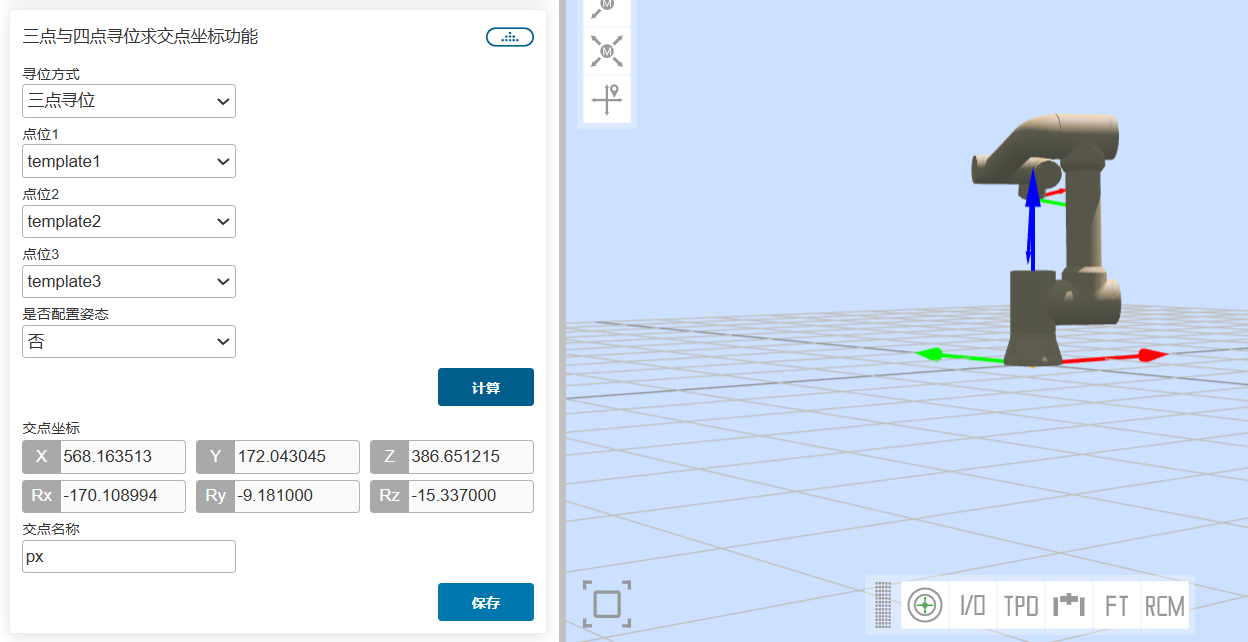 三点与四点寻位求交点坐标功能
寻位方式
三点寻位
点位1
template1
点位2
template2
点位3
template3
是否配置姿态
否
计算
交点坐标
X 568.163513 Y 172.043045 Z 386.651215
Rx -170.108994 Ry -9.181000 Rz -15.337000
交点名称
px
保存
M
M
I/O TPD FT RCM